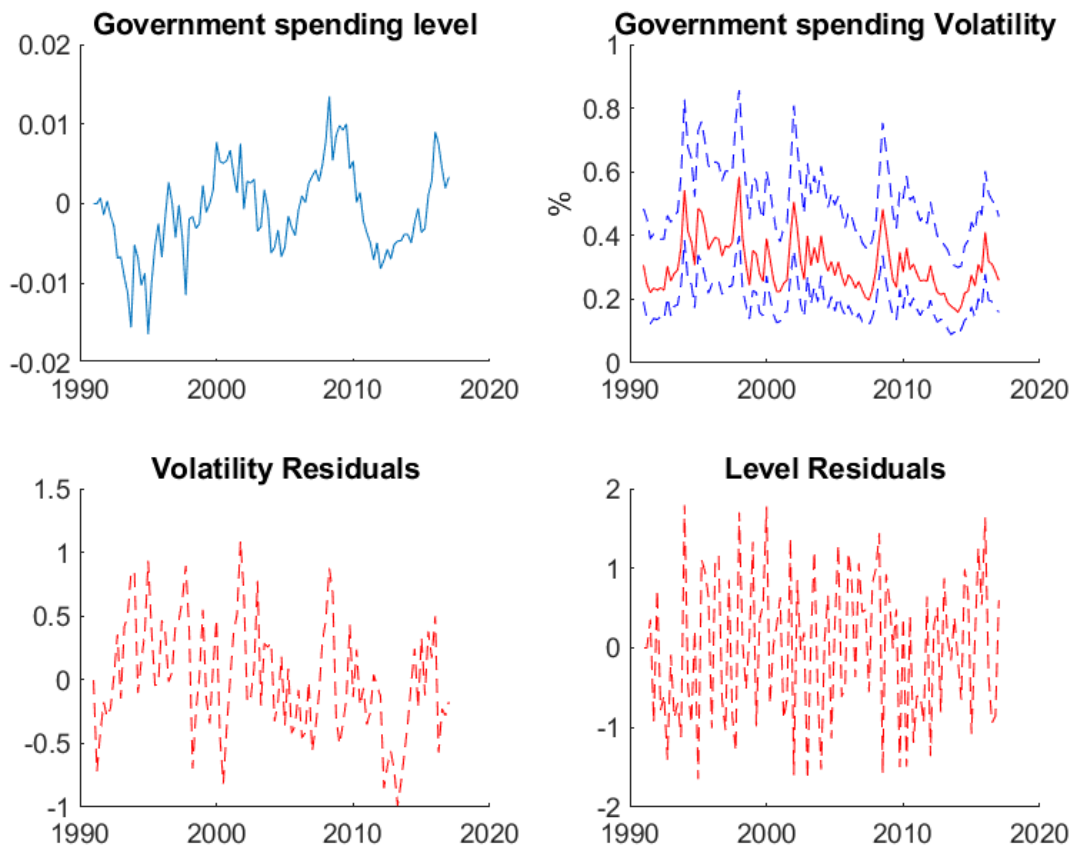 Government spending level
0.02
0.01
0
-0.01
-0.02
1990 2000 2010 2020
Government spending Volatility
1
0.8
0.6
%
0.4
0.2
0
1990 2000 2010 2020
Volatility Residuals
1.5
1
0.5
0
-0.5
-1
1990 2000 2010 2020
Level Residuals
2
1
0
-1
-2
1990 2000 2010 2020